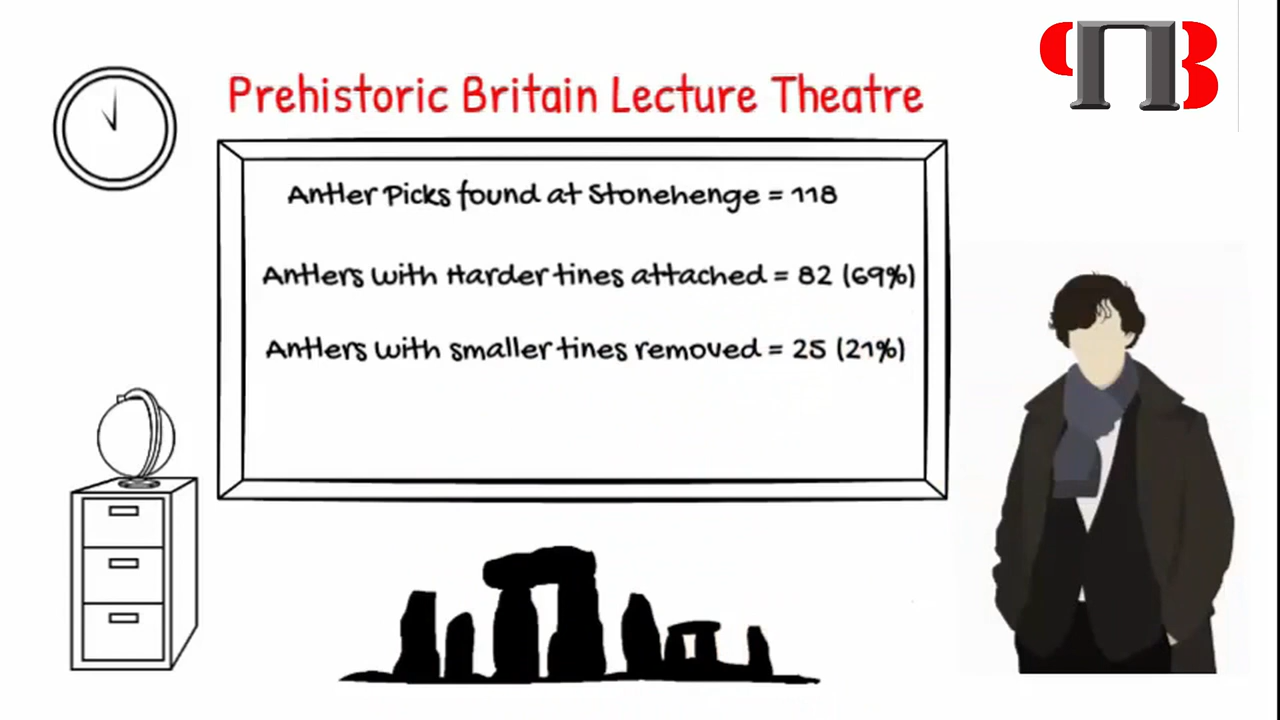 Prehistoric Britain Lecture Theatre
Antler Picks found at Stonehenge = 118
Antlers with Harder tines attached = 82 (69%)
Antlers with smaller tines removed = 25 (21%)
PB